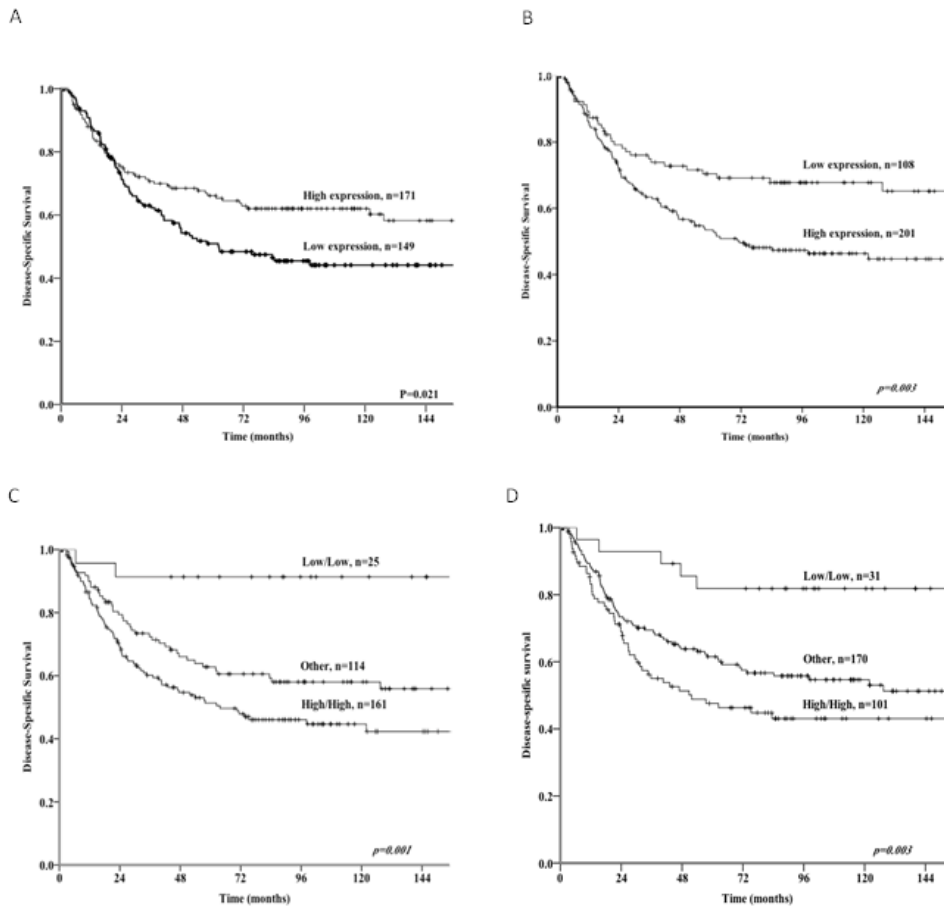 A
Disease-Specific Survival
1.0
0.8
0.6
0.4
0.2
0.0
High expression, n=171
Low expression, n=149
P=0.021
0 24 48 72 96 120 144
Time (months)
B
Disease-Spesific Survival
1.0
0.8
0.6
0.4
0.2
0.0
Low expression, n=108
High expression, n=201
p=0.003
0 24 48 72 96 120 144
Time (months)
C
Disease-Spesific Survival
1.0
0.8
0.6
0.4
0.2
0.0
Low/Low, n=25
Other, n=114
High/High, n=161
p=0.001
0 24 48 72 96 120 144
Time (months)
D
Disease-spesific survival
1.0
0.8
0.6
0.4
0.2
0.0
Low/Low, n=31
Other, n=170
High/High, n=101
p=0.003
0 24 48 72 96 120 144
Time (months)